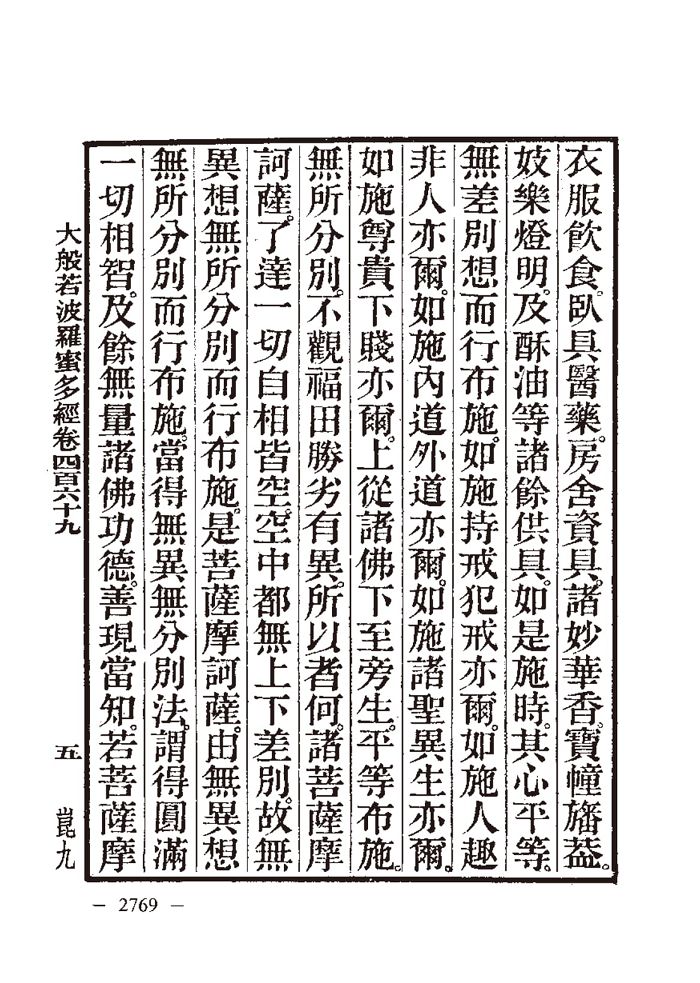 衣服飲食。臥具醫藥。房舍資具。諸妙華香。寶幢旛葢。
妓樂燈明。及酥油等諸餘供具。如是施時。其心平等。
無差別想而行布施。如施持戒犯戒亦爾。如施人趣
非人亦爾。如施內道外道亦爾。如施諸聖異生亦爾。
如施尊貴下賤亦爾。上從諸佛下至旁生。平等布施。
無所分別。不觀福田勝劣有異。所以者何。諸菩薩摩
訶薩。了達一切自相皆空。空中都無上下差別。故無
異想無所分別而行布施。是菩薩摩訶薩。由無異想
無所分別而行布施。當得無異無分別法。謂得圓滿
一切相智。及餘無量諸佛功德。善現當知。若菩薩摩
大般若波羅蜜多經卷四百六十九
五
崑九
— 2769 —